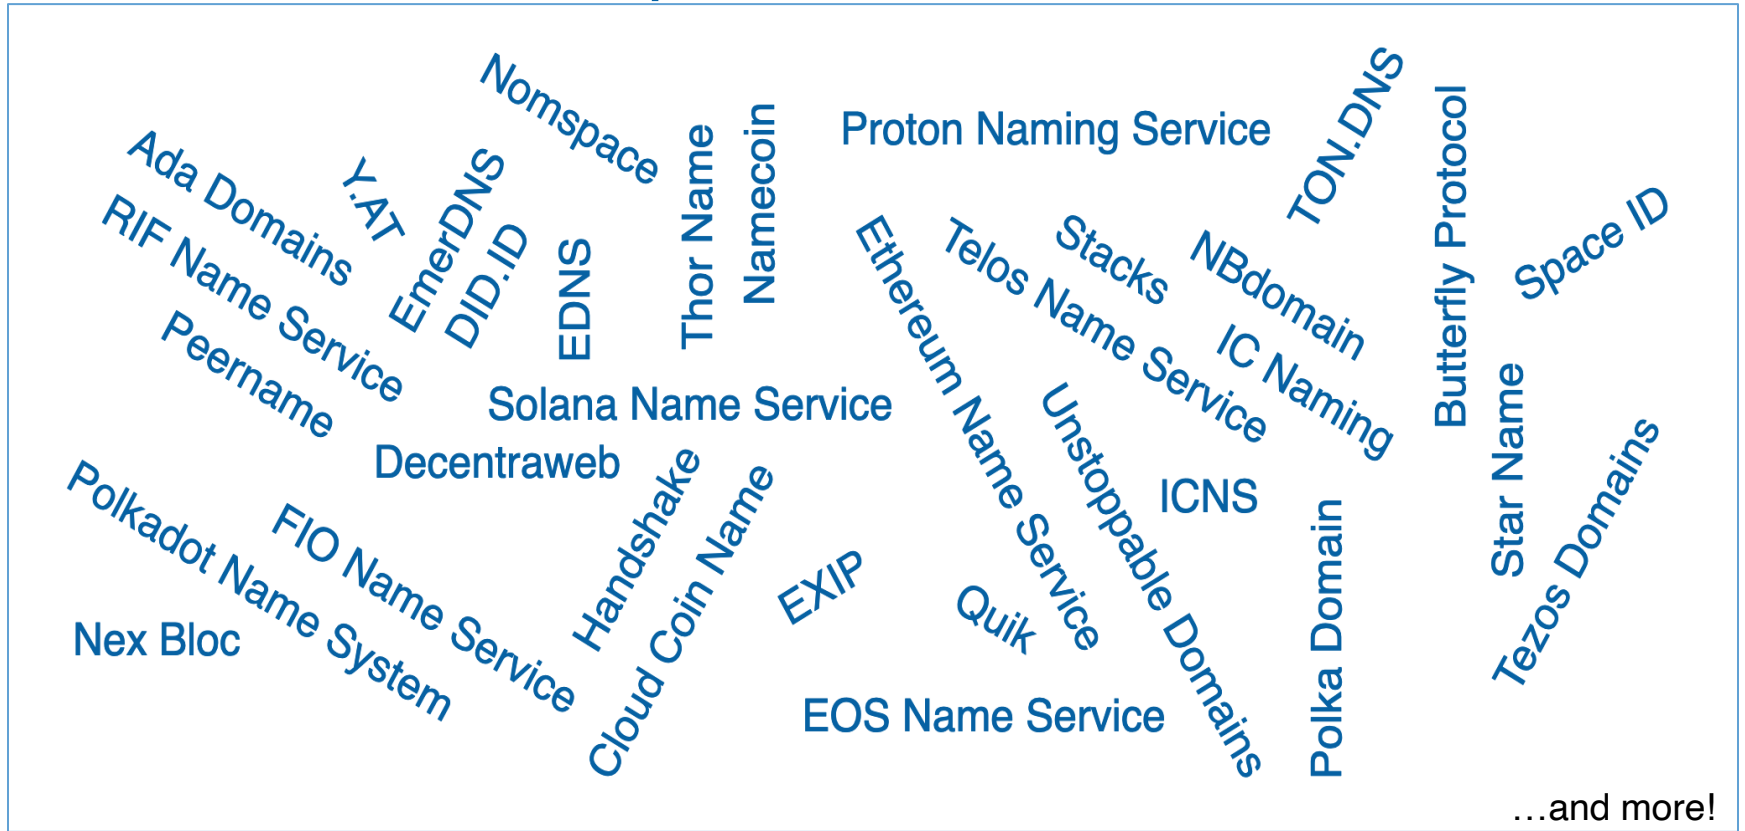 Nomspace
Proton Naming Service
TON.DNS
Ada Domains
Y.AT
EmerDNS
Thor Name
Namecoin
Butterfly Protocol
Space ID
RIF Name Service
DID.ID
EDNS
Ethereum Name Service
Telos Name Service
Stacks
NBdomain
Peername
IC Naming
Solana Name Service
Unstoppable Domains
Star Name
Decentraweb
Tezos Domains
Polkadot Name System
FIO Name Service
Handshake
Cloud Coin Name
ICNS
Polka Domain
EXIP
Quik
Nex Bloc
EOS Name Service
…and more!